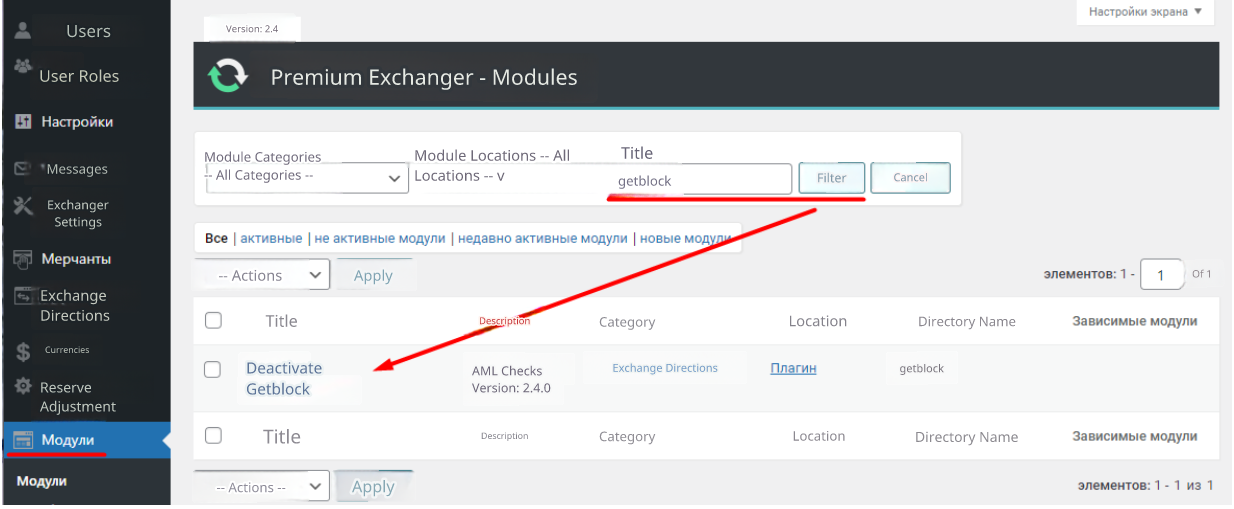 Users
User Roles
Настройки
*Messages
Exchanger
Settings
Мерчанты
Exchange
Directions
Currencies
Reserve
Adjustment
Модули
Модули
Настройки экрана ▼
Version: 2.4
Premium Exchanger - Modules
Module Categories
-- All Categories --
Module Locations -- All
Locations -- v
Title
getblock
Filter
Cancel
Все | активные | не активные модули | недавно активные модули | новые модули
-- Actions
Apply
элементов: 1 - 1 Of 1
Title Description Category Location Directory Name Зависимые модули
Deactivate
Getblock
AML Checks
Version: 2.4.0
Exchange Directions
Плагин
getblock
Title Description Category Location Directory Name Зависимые модули
-- Actions --
Apply
элементов: 1 - 1 из 1